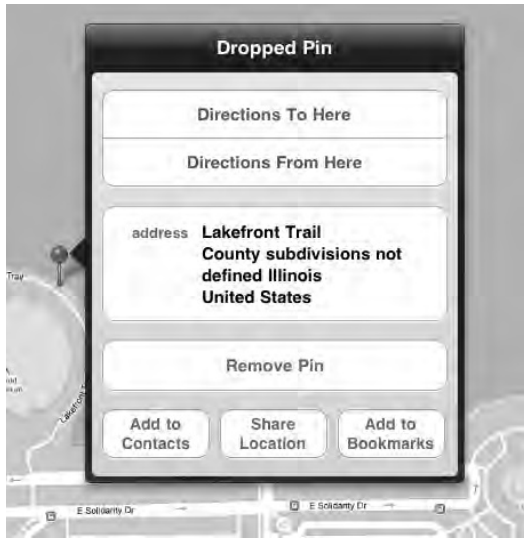 Dropped Pin
Directions To Here
Directions From Here
address Lakefront Trail
County subdivisions not
defined Illinois
United States
Remove Pin
Add to Contacts
Share Location
Add to Bookmarks
Trail
E Solidarity Dr
E Solidarity Dr